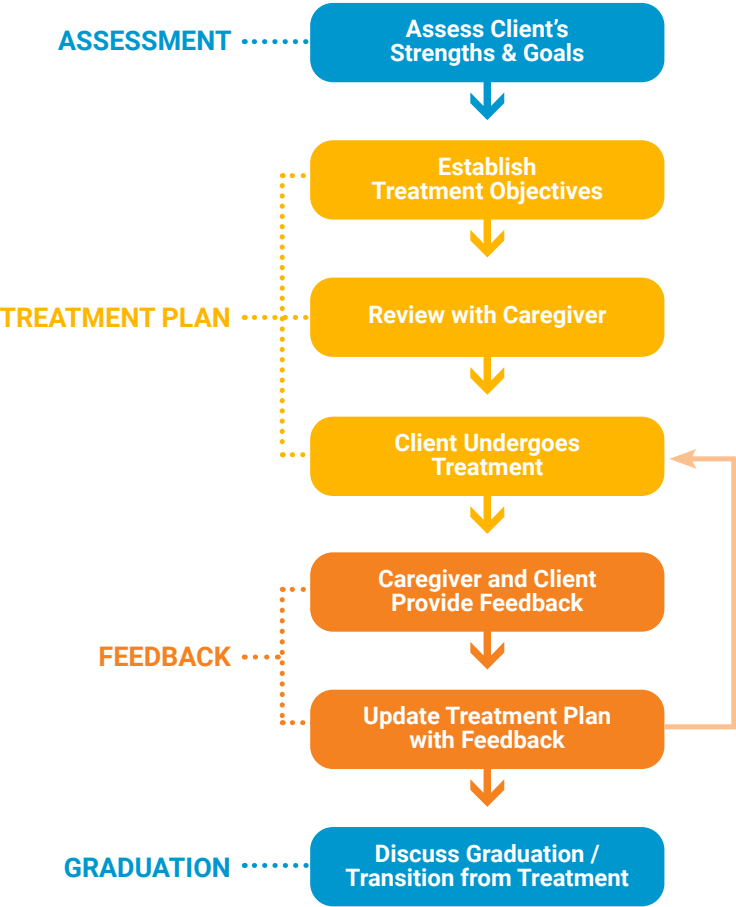 ASSESSMENT
Assess Client’s
Strengths & Goals
Establish
Treatment Objectives
TREATMENT PLAN
Review with Caregiver
Client Undergoes
Treatment
Caregiver and Client
Provide Feedback
FEEDBACK
Update Treatment Plan
with Feedback
GRADUATION
Discuss Graduation /
Transition from Treatment